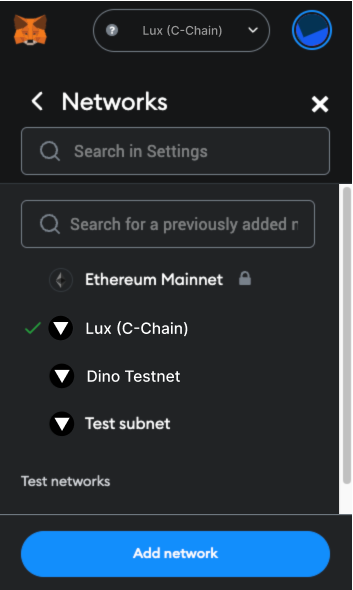 Lux (C-Chain)
Networks
Search in Settings
Search for a previously added n
Ethereum Mainnet
Lux (C-Chain)
Dino Testnet
Test subnet
Test networks
Add network